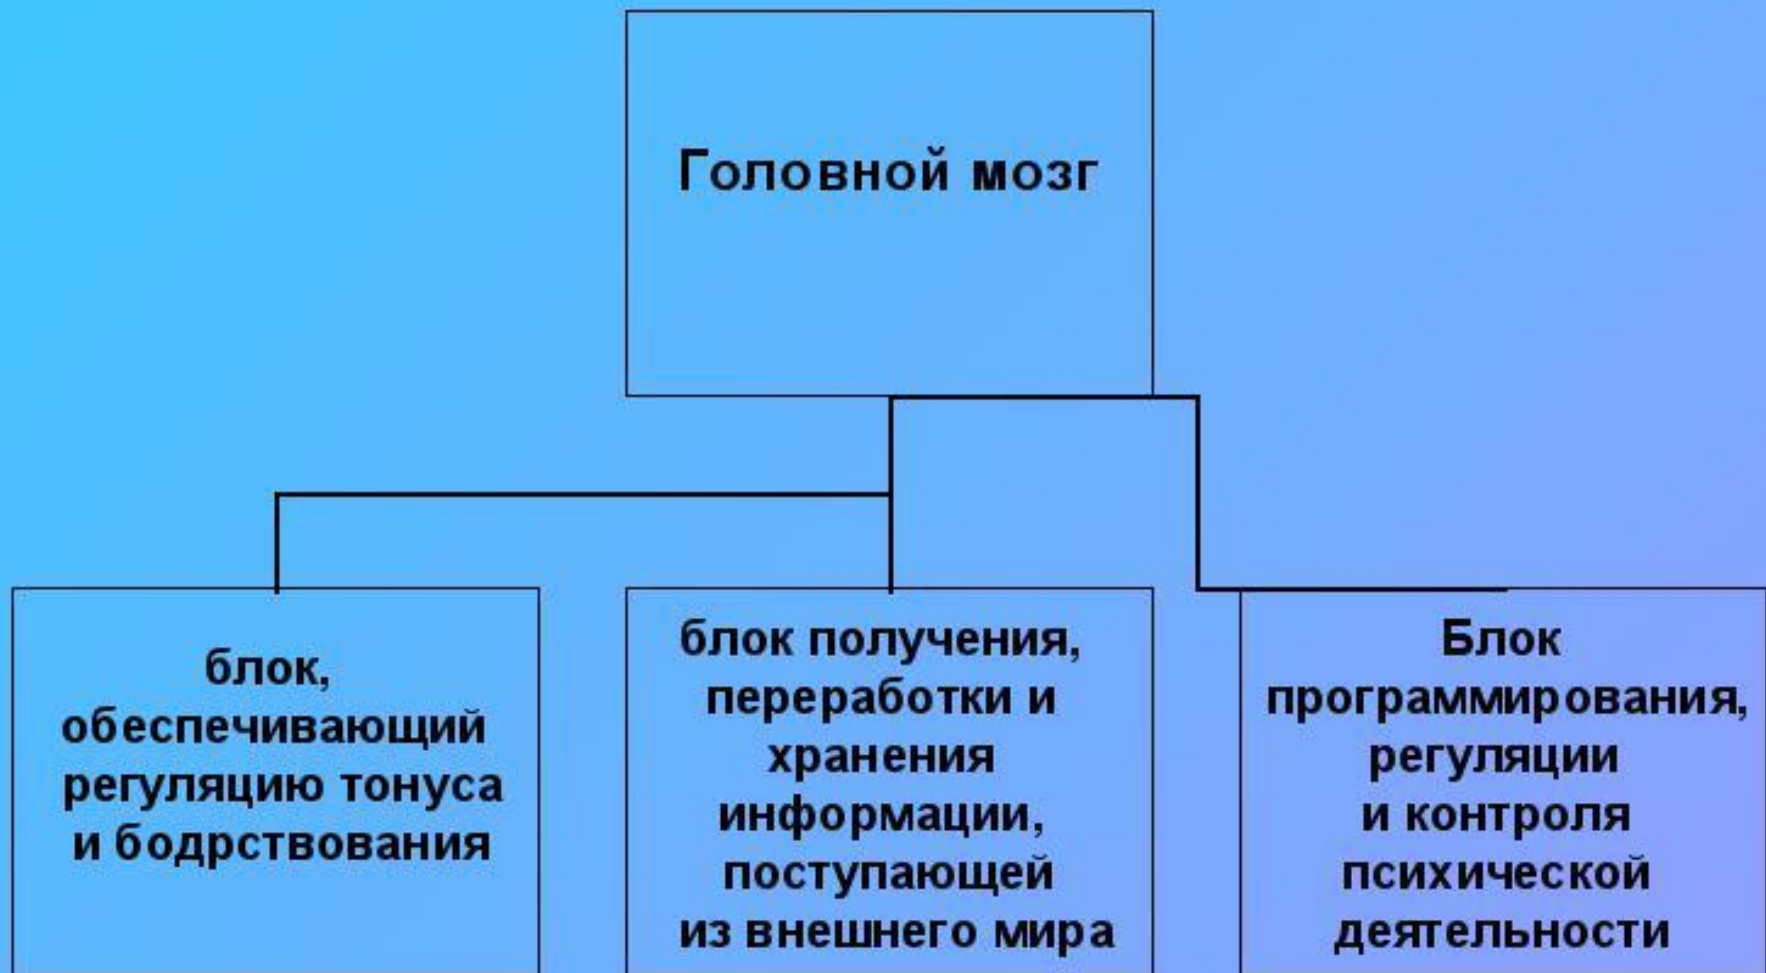 Головной мозг
блок,
обеспечивающий
регуляцию тонуса
и бодрствования
блок получения,
переработки и
хранения
информации,
поступающей
из внешнего мира
Блок
программирования,
регуляции
и контроля
психической
деятельности